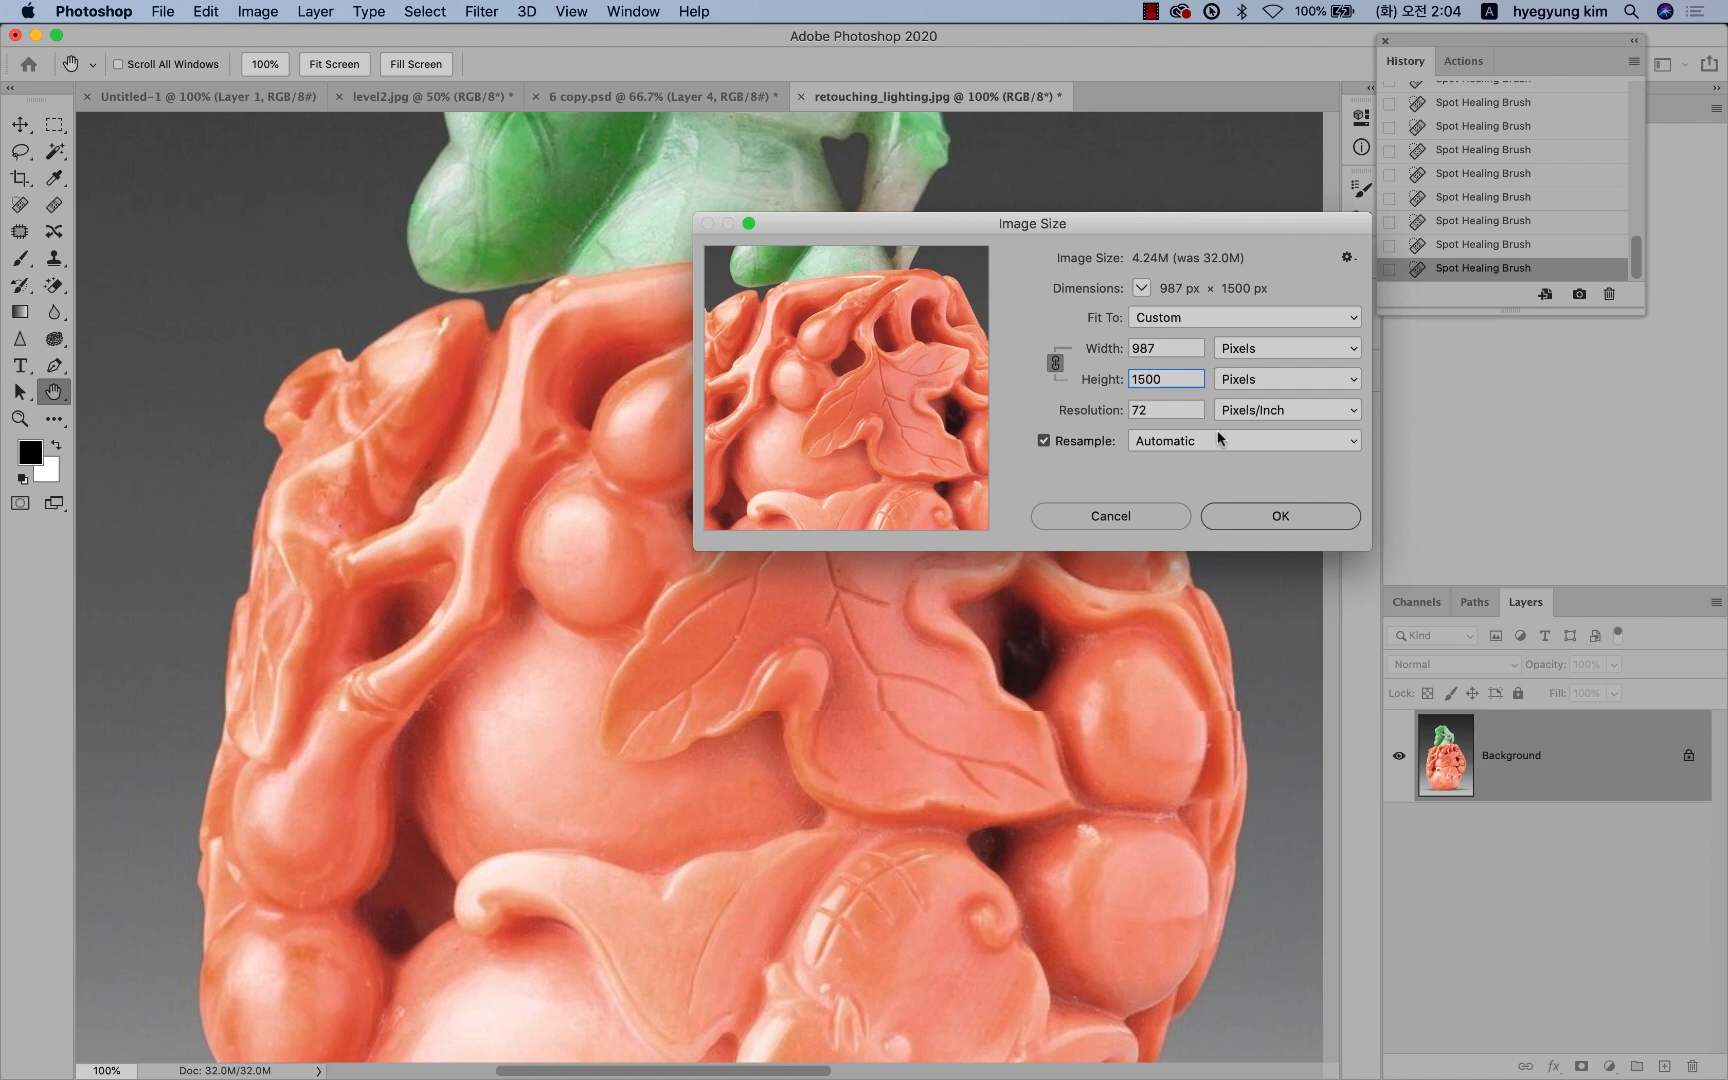 Photoshop File Edit Image Layer Type Select Filter 3D View Window Help 100% (화) 오전 2:04 A hyegyung kim
Adobe Photoshop 2020
Scroll All Windows 100% Fit Screen Fill Screen
Untitled-1 @ 100% (Layer 1, RGB/8#) level2.jpg @ 50% (RGB/8*) * 6 copy.psd @ 66.7% (Layer 4, RGB/8#) * retouching_lighting.jpg @ 100% (RGB/8*) *
History Actions
Spot Healing Brush
Spot Healing Brush
Spot Healing Brush
Spot Healing Brush
Spot Healing Brush
Spot Healing Brush
Spot Healing Brush
Spot Healing Brush
Spot Healing Brush
Image Size
Image Size: 4.24M (was 32.0M)
Dimensions: 987 px × 1500 px
Fit To: Custom
Width: 987 Pixels
Height: 1500 Pixels
Resolution: 72 Pixels/Inch
Resample: Automatic
Cancel OK
Channels Paths Layers
Kind
Normal Opacity: 100%
Lock: Fill: 100%
Background
100% Doc: 32.0M/32.0M